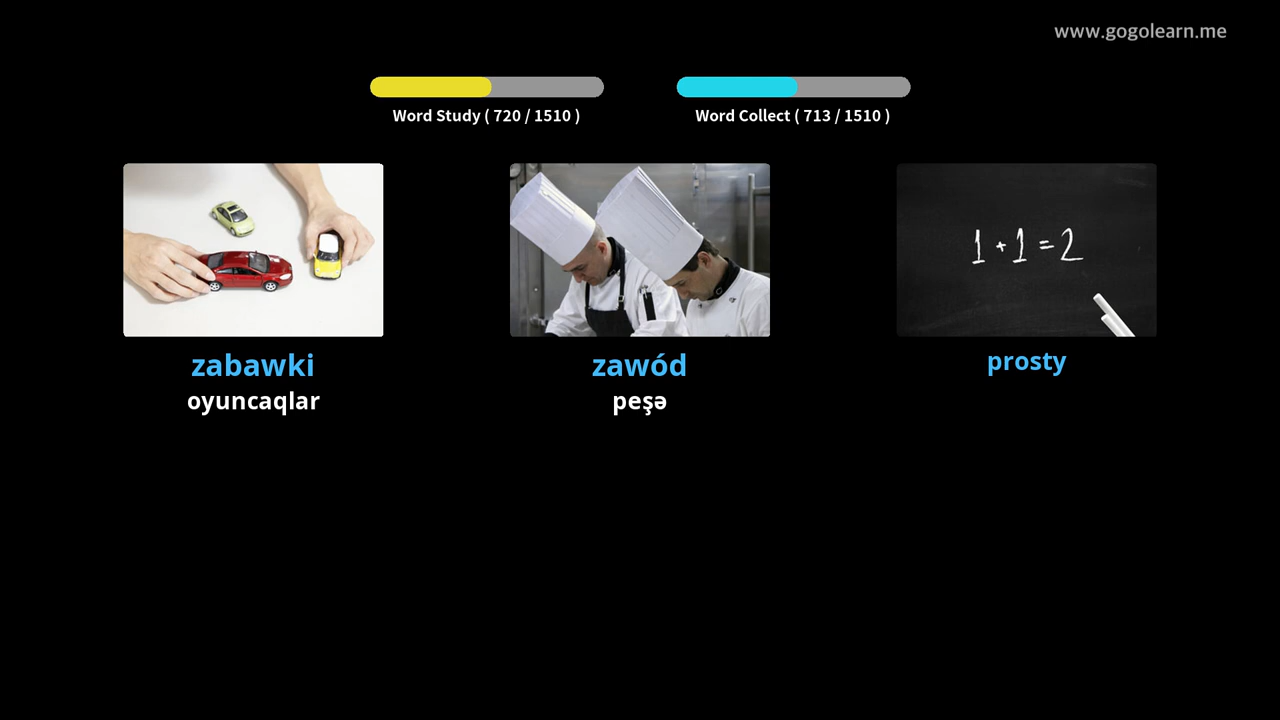 www.gogolearn.me
Word Study ( 720 / 1510 )
Word Collect ( 713 / 1510 )
1 + 1 = 2
zabawki
zawód
prosty
oyuncaqlar
peşə